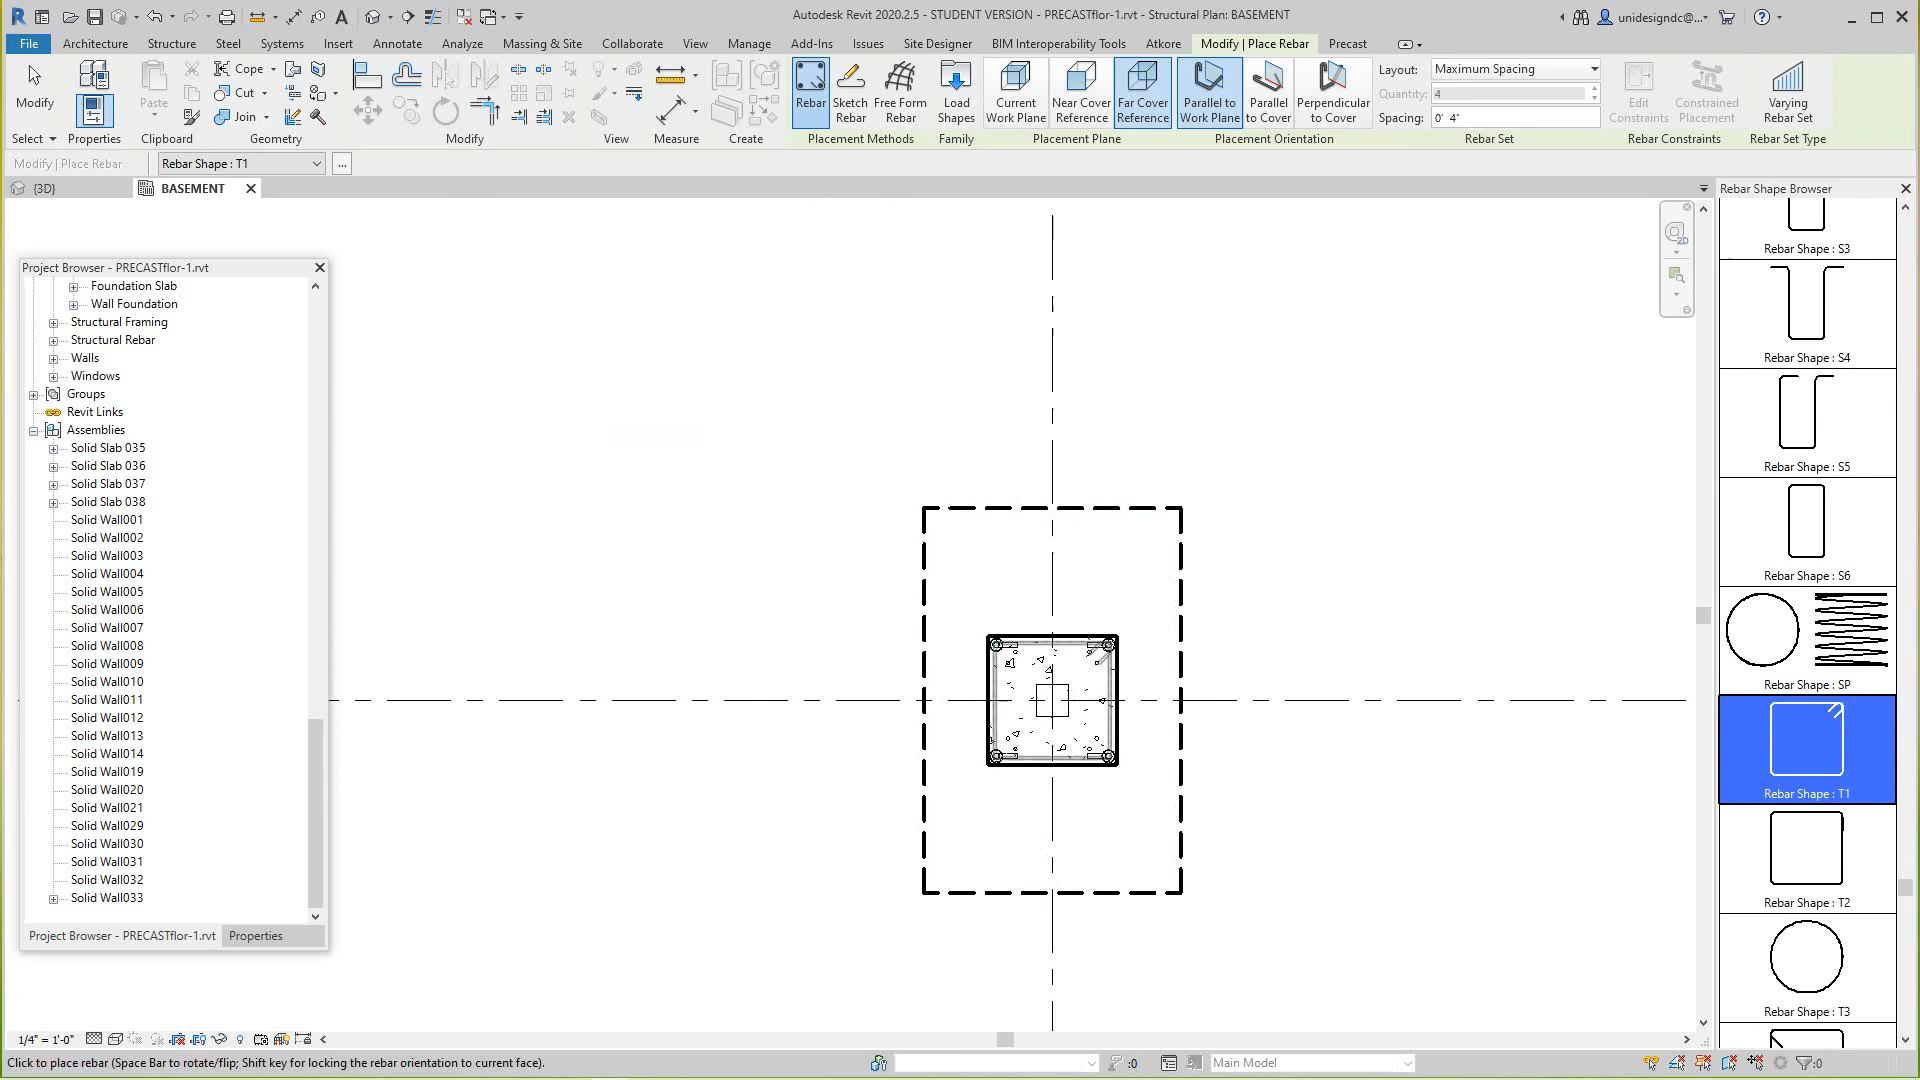 Autodesk Revit 2020.2.5 - STUDENT VERSION - PRECASTflor-1.rvt - Structural Plan: BASEMENT
unidesigndc@...
File Architecture Structure Steel Systems Insert Annotate Analyze Massing & Site Collaborate View Manage Add-Ins Issues Site Designer BIM Interoperability Tools Atkore Modify | Place Rebar Precast
Modify
Paste
Cope
Cut
Join
Rebar
Sketch Rebar
Free Form Rebar
Load Shapes
Current Work Plane
Near Cover Reference
Far Cover Reference
Parallel to Work Plane
Parallel to Cover
Perpendicular to Cover
Layout: Maximum Spacing
Quantity: 4
Spacing: 0' 4"
Edit Constraints
Constrained Placement
Varying Rebar Set
Select Properties Clipboard Geometry Modify View Measure Create Placement Methods Family Placement Plane Placement Orientation Rebar Set Rebar Constraints Rebar Set Type
Modify | Place Rebar
Rebar Shape : T1
...
{3D}
BASEMENT
Rebar Shape Browser
2D
Project Browser - PRECASTflor-1.rvt
Foundation Slab
Wall Foundation
Structural Framing
Structural Rebar
Walls
Windows
Groups
Revit Links
Assemblies
Solid Slab 035
Solid Slab 036
Solid Slab 037
Solid Slab 038
Solid Wall001
Solid Wall002
Solid Wall003
Solid Wall004
Solid Wall005
Solid Wall006
Solid Wall007
Solid Wall008
Solid Wall009
Solid Wall010
Solid Wall011
Solid Wall012
Solid Wall013
Solid Wall014
Solid Wall019
Solid Wall020
Solid Wall021
Solid Wall029
Solid Wall030
Solid Wall031
Solid Wall032
Solid Wall033
Project Browser - PRECASTflor-1.rvt Properties
Rebar Shape : S3
Rebar Shape : S4
Rebar Shape : S5
Rebar Shape : S6
Rebar Shape : SP
Rebar Shape : T1
Rebar Shape : T2
Rebar Shape : T3
1/4" = 1'-0"
Click to place rebar (Space Bar to rotate/flip; Shift key for locking the rebar orientation to current face).
:0
Main Model
:0